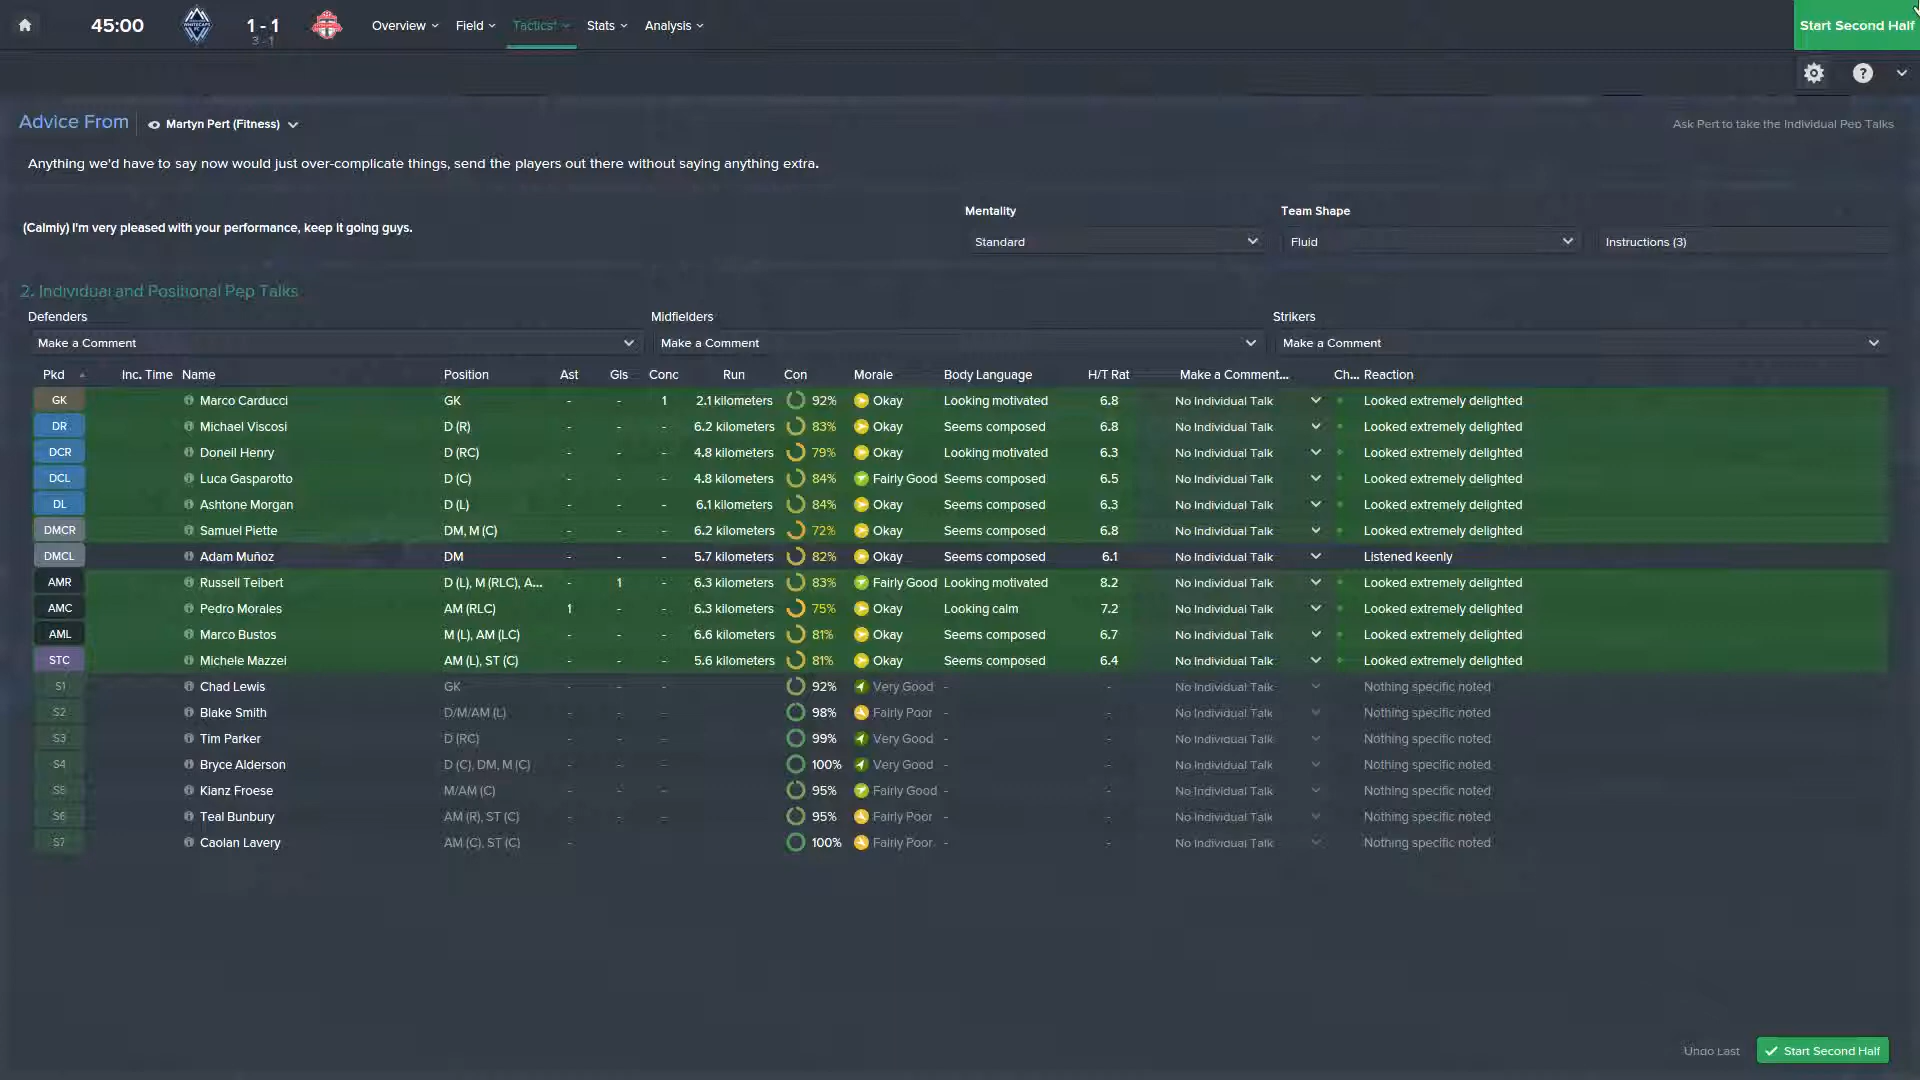 45:00 1 - 1 Overview Field Tactics* Stats Analysis Start Second Half
3 - 1
Advice From Martyn Pert (Fitness) Ask Pert to take the Individual Pep Talks
Anything we'd have to say now would just over-complicate things, send the players out there without saying anything extra.
Mentality Team Shape
(Calmly) I'm very pleased with your performance, keep it going guys. Standard Fluid Instructions (3)
2. Individual and Positional Pep Talks
Defenders Midfielders Strikers
Make a Comment Make a Comment Make a Comment
Pkd Inc. Time Name Position Ast Gls Conc Run Con Morale Body Language H/T Rat Make a Comment... Ch... Reaction
GK Marco Carducci GK - - 1 2.1 kilometers 92% Okay Looking motivated 6.8 No Individual Talk Looked extremely delighted
DR Michael Viscosi D (R) - - - 6.2 kilometers 83% Okay Seems composed 6.8 No Individual Talk Looked extremely delighted
DCR Doneil Henry D (RC) - - - 4.8 kilometers 79% Okay Looking motivated 6.3 No Individual Talk Looked extremely delighted
DCL Luca Gasparotto D (C) - - - 4.8 kilometers 84% Fairly Good Seems composed 6.5 No Individual Talk Looked extremely delighted
DL Ashtone Morgan D (L) - - - 6.1 kilometers 84% Okay Seems composed 6.3 No Individual Talk Looked extremely delighted
DMCR Samuel Piette DM, M (C) - - - 6.2 kilometers 72% Okay Seems composed 6.8 No Individual Talk Looked extremely delighted
DMCL Adam Muñoz DM - - - 5.7 kilometers 82% Okay Seems composed 6.1 No Individual Talk Listened keenly
AMR Russell Teibert D (L), M (RLC), A... - 1 - 6.3 kilometers 83% Fairly Good Looking motivated 8.2 No Individual Talk Looked extremely delighted
AMC Pedro Morales AM (RLC) 1 - - 6.3 kilometers 75% Okay Looking calm 7.2 No Individual Talk Looked extremely delighted
AML Marco Bustos M (L), AM (LC) - - - 6.6 kilometers 81% Okay Seems composed 6.7 No Individual Talk Looked extremely delighted
STC Michele Mazzei AM (L), ST (C) - - - 5.6 kilometers 81% Okay Seems composed 6.4 No Individual Talk Looked extremely delighted
S1 Chad Lewis GK - - - 92% Very Good - - No Individual Talk Nothing specific noted
S2 Blake Smith D/M/AM (L) - - - 98% Fairly Poor - - No Individual Talk Nothing specific noted
S3 Tim Parker D (RC) - - - 99% Very Good - - No Individual Talk Nothing specific noted
S4 Bryce Alderson D (C), DM, M (C) - - - 100% Very Good - - No Individual Talk Nothing specific noted
S5 Kianz Froese M/AM (C) - - - 95% Fairly Good - - No Individual Talk Nothing specific noted
S6 Teal Bunbury AM (R), ST (C) - - - 95% Fairly Poor - - No Individual Talk Nothing specific noted
S7 Caolan Lavery AM (C), ST (C) - 100% Fairly Poor - - No Individual Talk Nothing specific noted
Undo Last Start Second Half